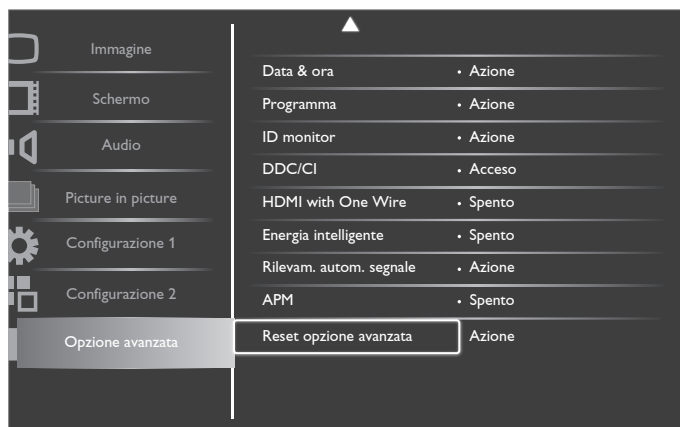 Immagine
Schermo
Audio
Picture in picture
Configurazione 1
Configurazione 2
Opzione avanzata
Data & ora • Azione
Programma • Azione
ID monitor • Azione
DDC/CI • Acceso
HDMI with One Wire • Spento
Energia intelligente • Spento
Rilevam. autom. segnale • Azione
APM • Spento
Reset opzione avanzata Azione